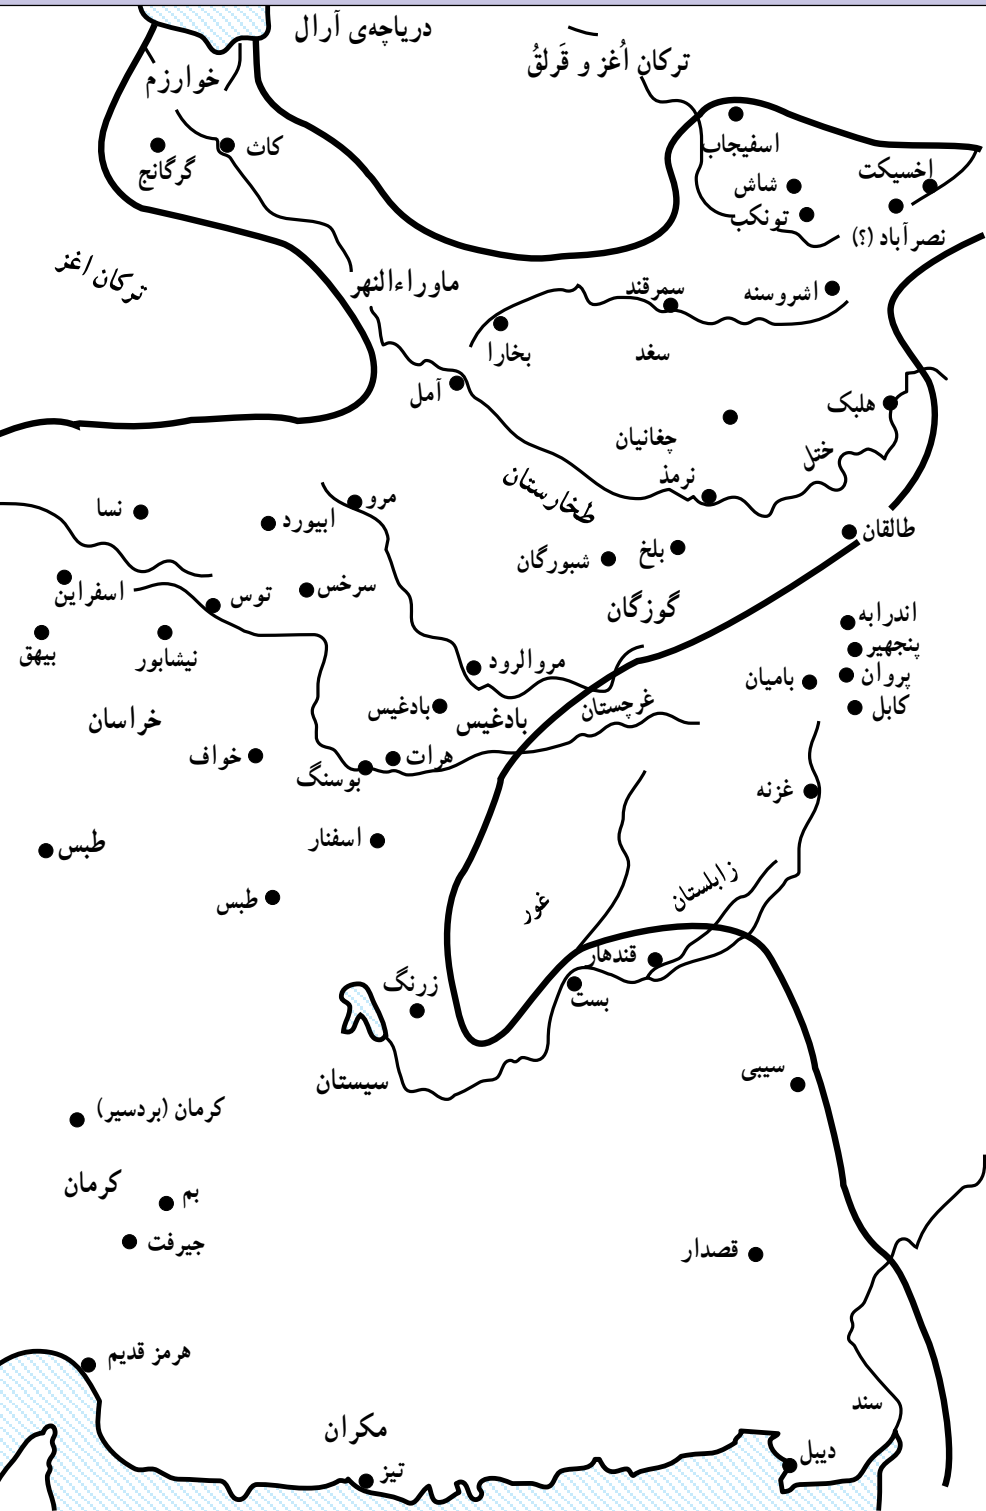 دریاچه‌ی آرال
ترکان اُغز و قَرلقُ
خوارزم
کاث
گرگانج
اسفیجاب
اخسیکت
شاش
تونکب
نصرآباد (؟)
ترکان اغز
ماوراءالنهر
سمرقند
اشروسنه
بخارا
سغد
آمل
هلبک
چغانیان
ختل
نرمذ
طخارستان
مرو
نسا
ابیورد
طالقان
بلخ
شبورگان
سرخس
توس
اسفراین
گوزگان
اندرابه
پنجهیر
پروان
کابل
بامیان
بیهق
نیشابور
مروالرود
غرچستان
بادغیس
بادغیس
خراسان
خواف
هرات
بوسنگ
غزنه
اسفنار
طبس
طبس
زابلستان
غور
قندهار
بست
زرنگ
سیستان
سیبی
کرمان (بردسیر)
کرمان
بم
جیرفت
قصدار
هرمز قدیم
سند
مکران
تیز
دیبل